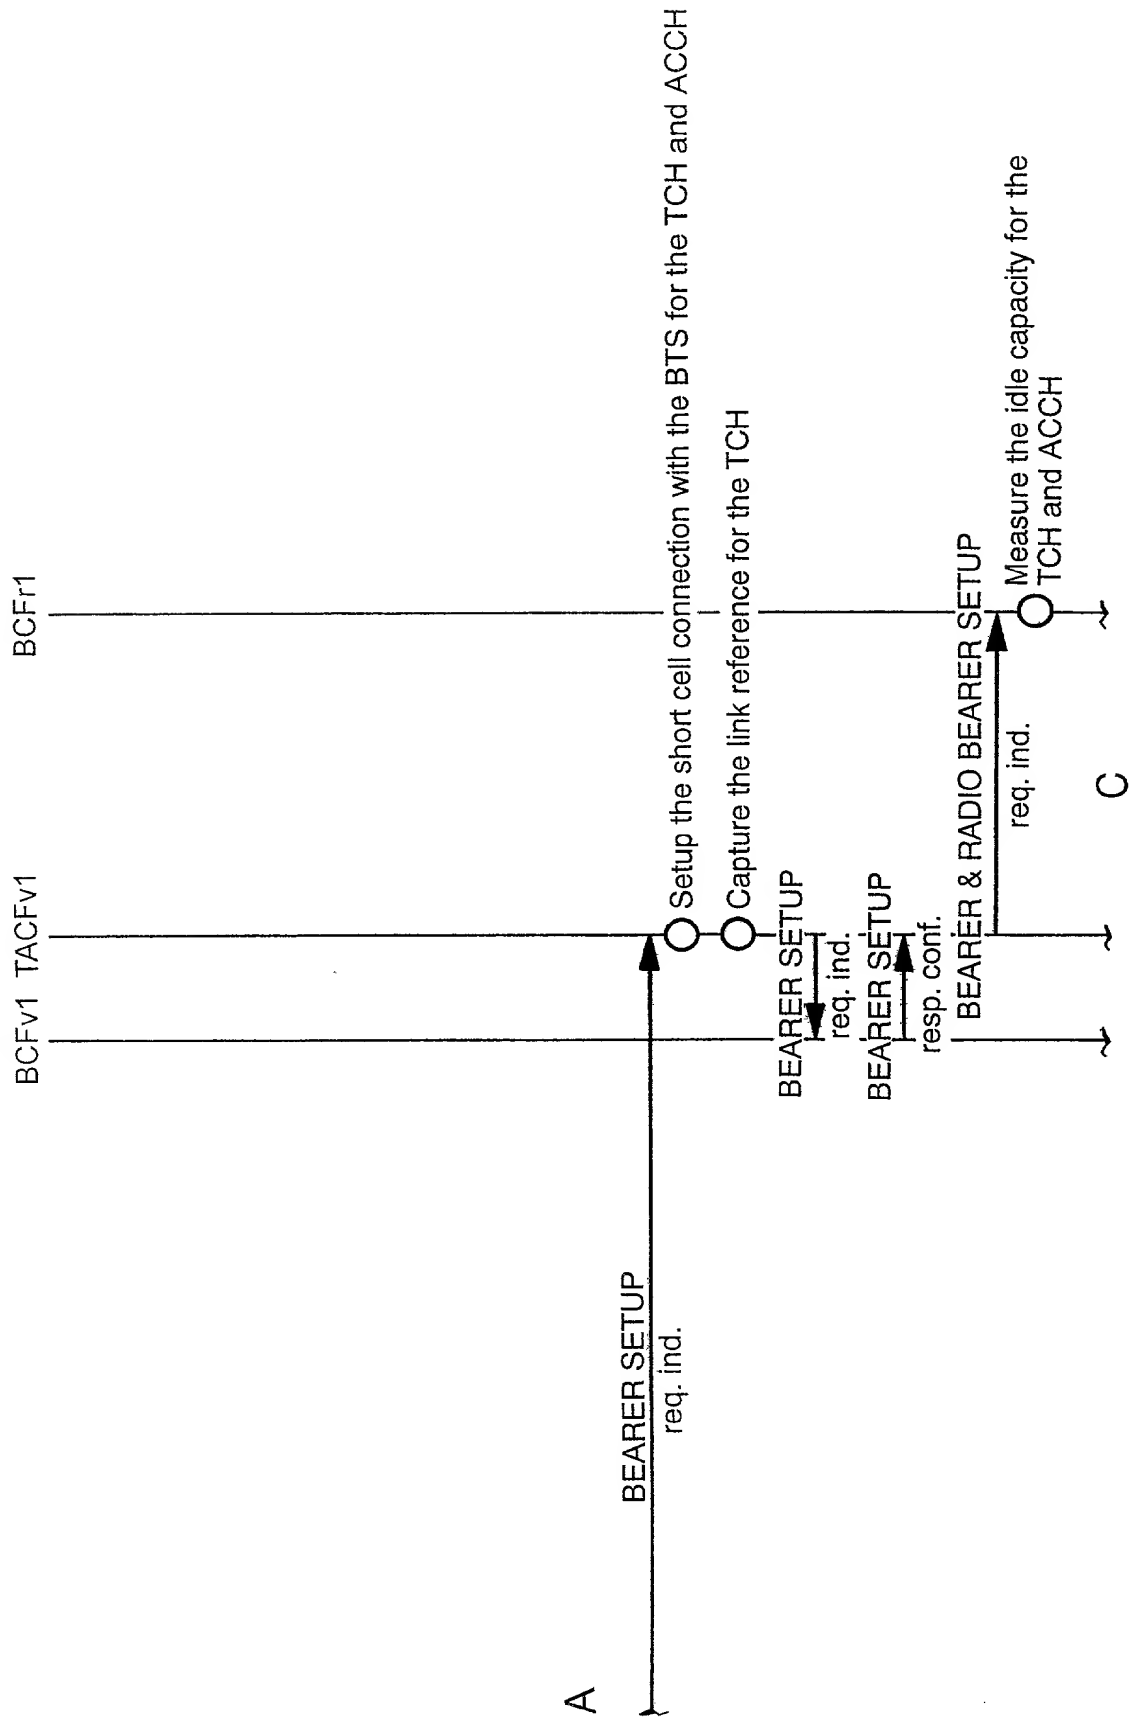 BCFv1 TACFv1
BCFr1
A
BEARER SETUP
req. ind.
Setup the short cell connection with the BTS for the TCH and ACCH
Capture the link reference for the TCH
BEARER SETUP
req. ind.
BEARER SETUP
resp. conf.
BEARER & RADIO BEARER SETUP
req. ind.
Measure the idle capacity for the
TCH and ACCH
C